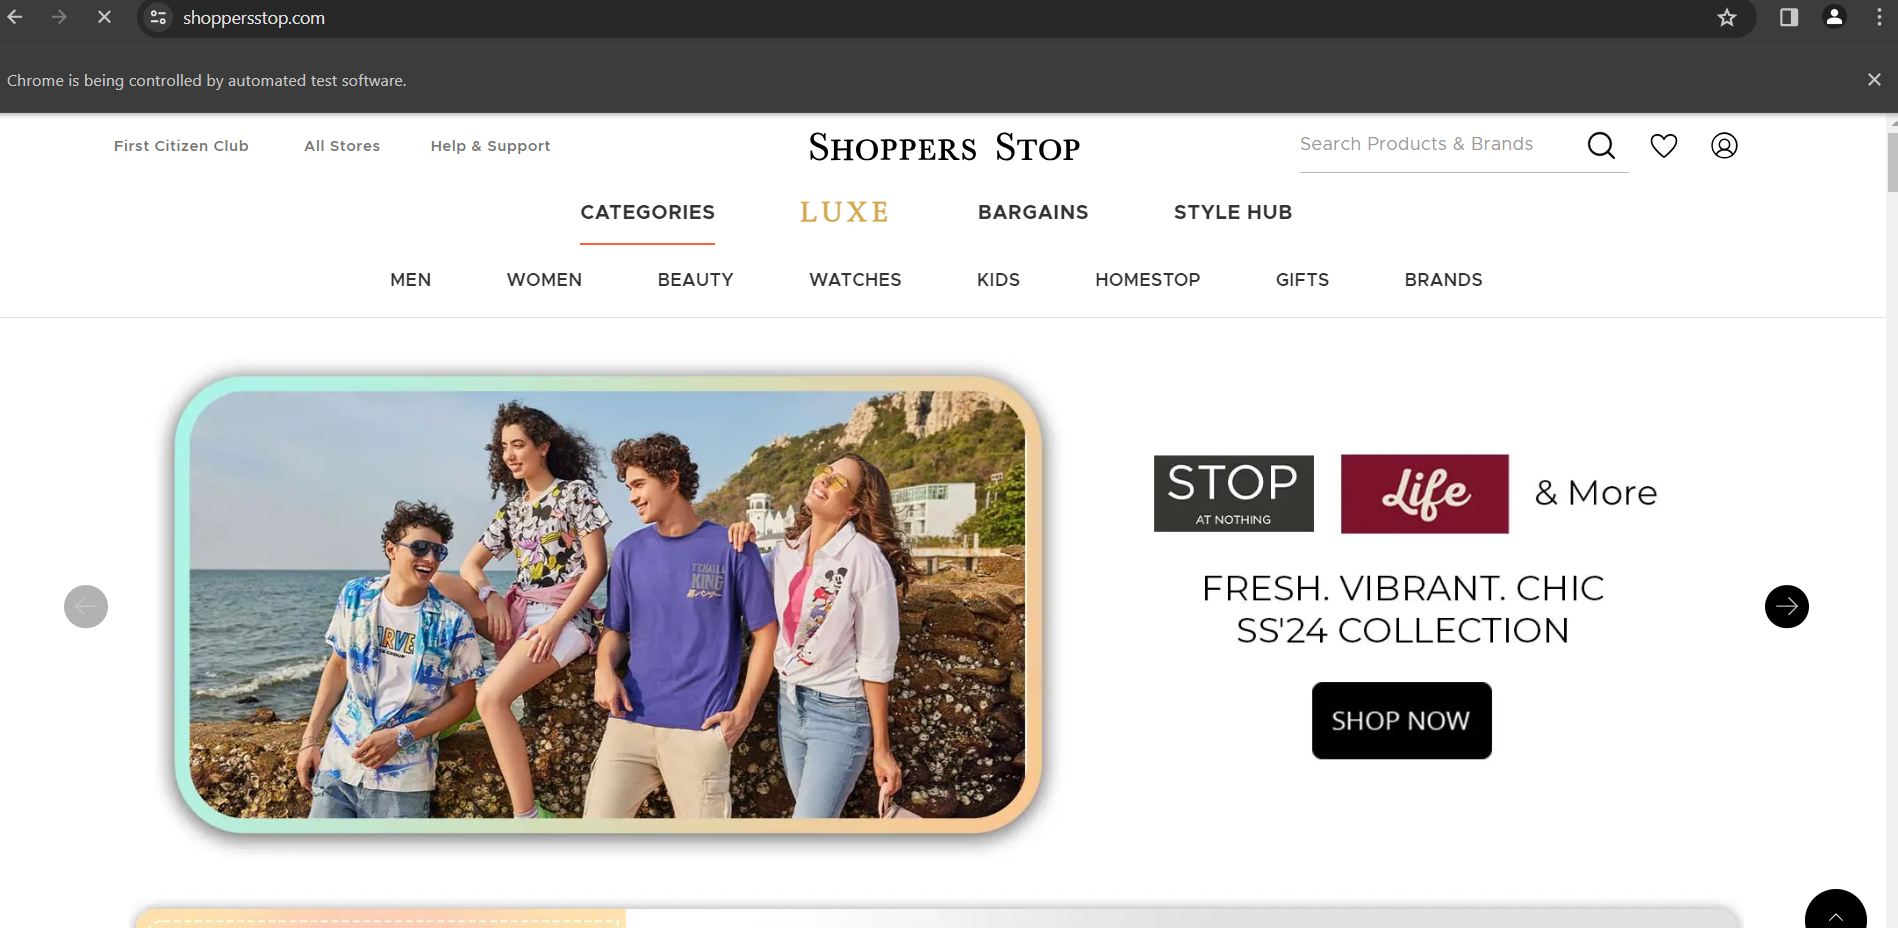 shoppersstop.com
Chrome is being controlled by automated test software.
First Citizen Club All Stores Help & Support SHOPPERS STOP Search Products & Brands
CATEGORIES LUXE BARGAINS STYLE HUB
MEN WOMEN BEAUTY WATCHES KIDS HOMESTOP GIFTS BRANDS
STOP
AT NOTHING
Life
& More
T'CHALLA
KING
FRESH. VIBRANT. CHIC
SS'24 COLLECTION
SHOP NOW